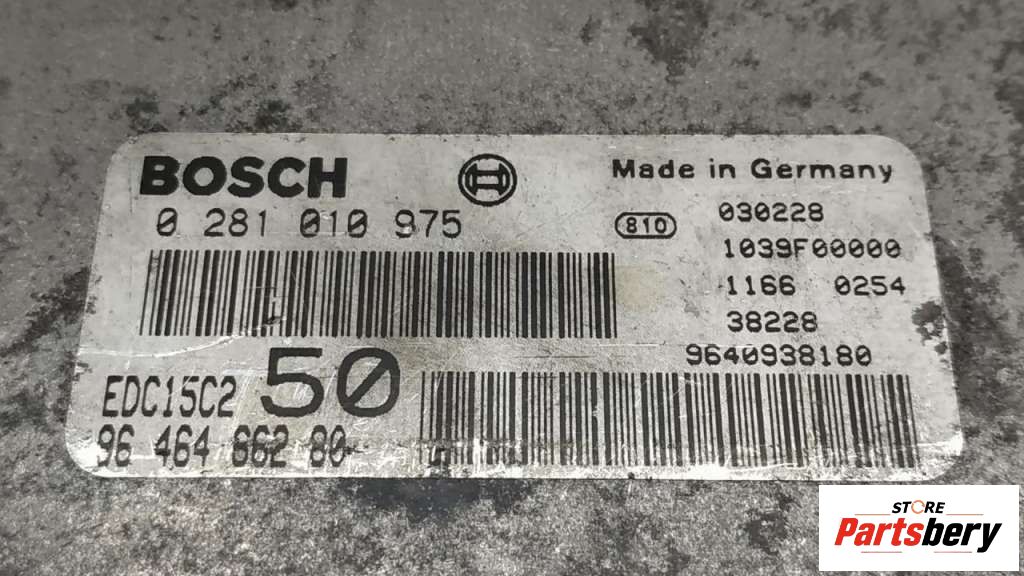 BOSCH
0 281 010 975
EDC15C2 50
96 464 662 80
Made in Germany
810
030228
1039F00000
1166 0254
38228
9640938180
STORE
Partsbery